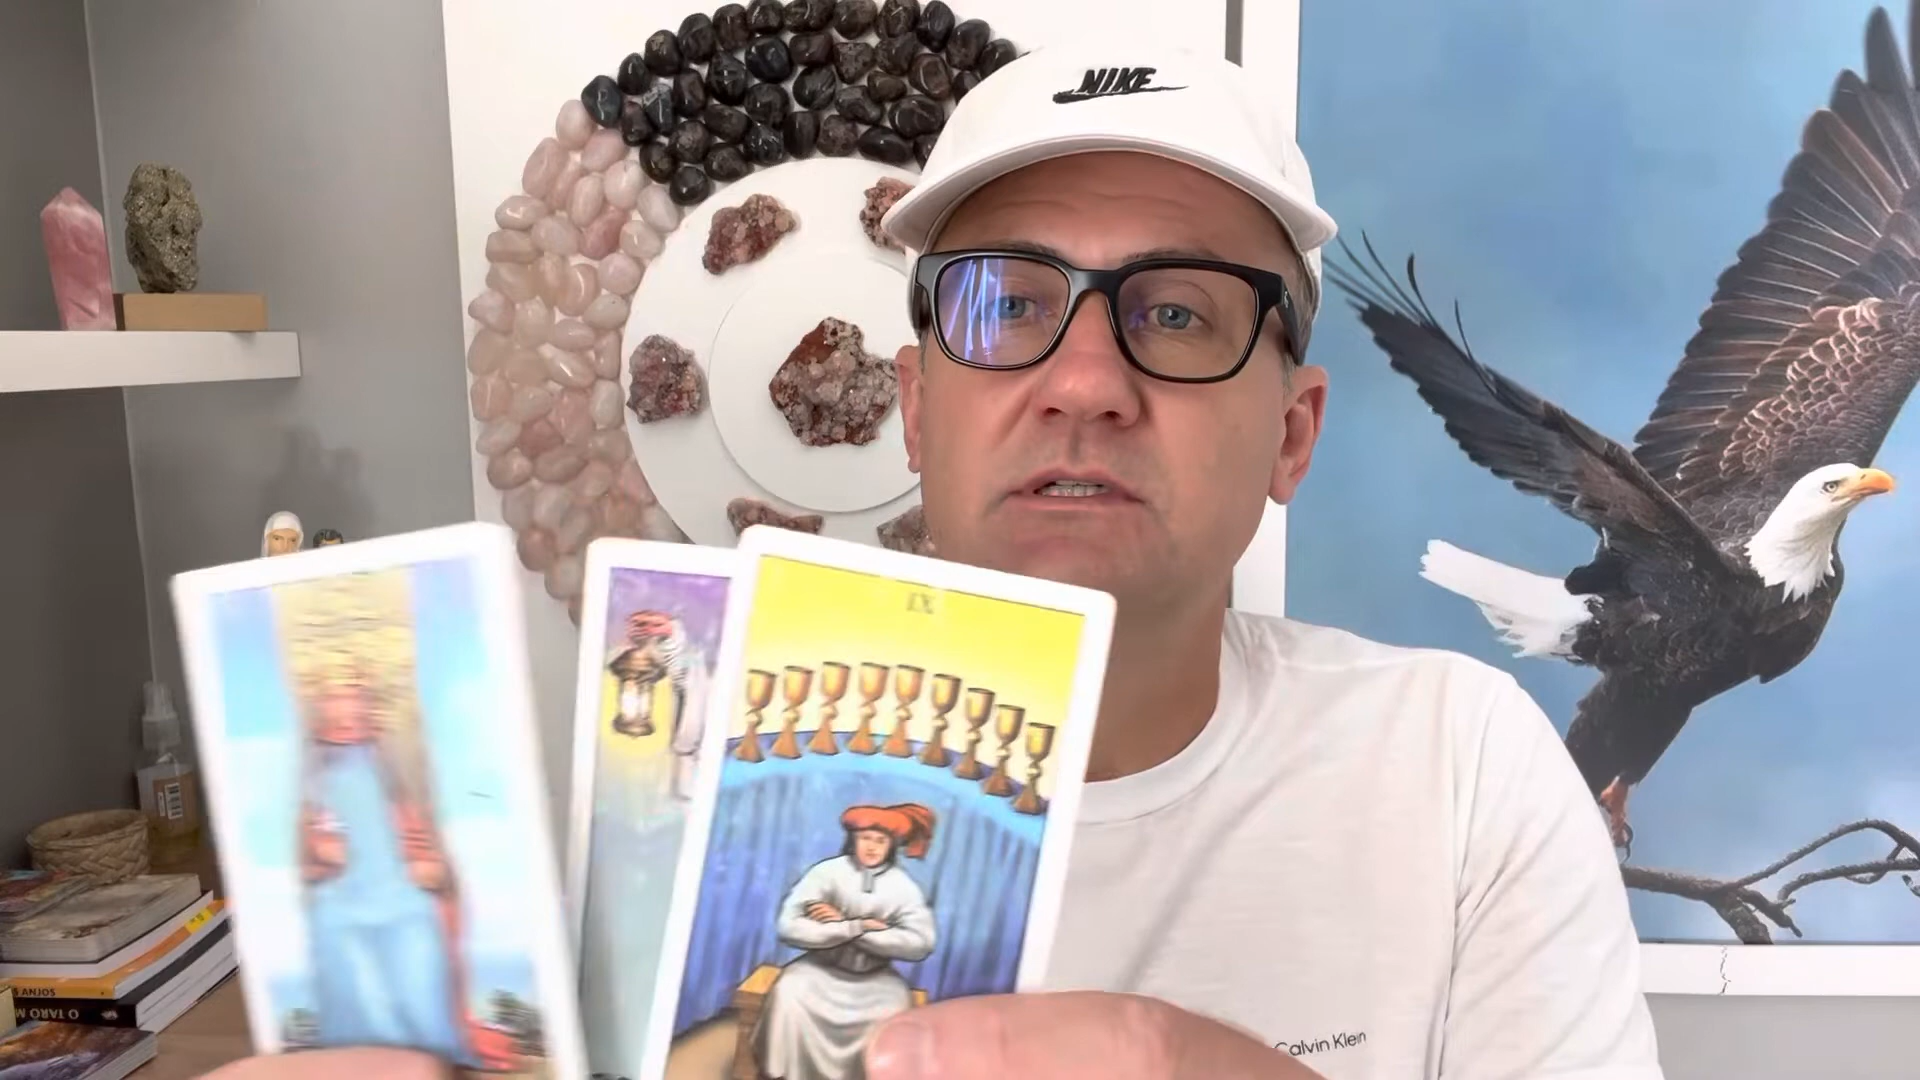 NIKE
IX
S ANJOS
O TARO M
Calvin Klein